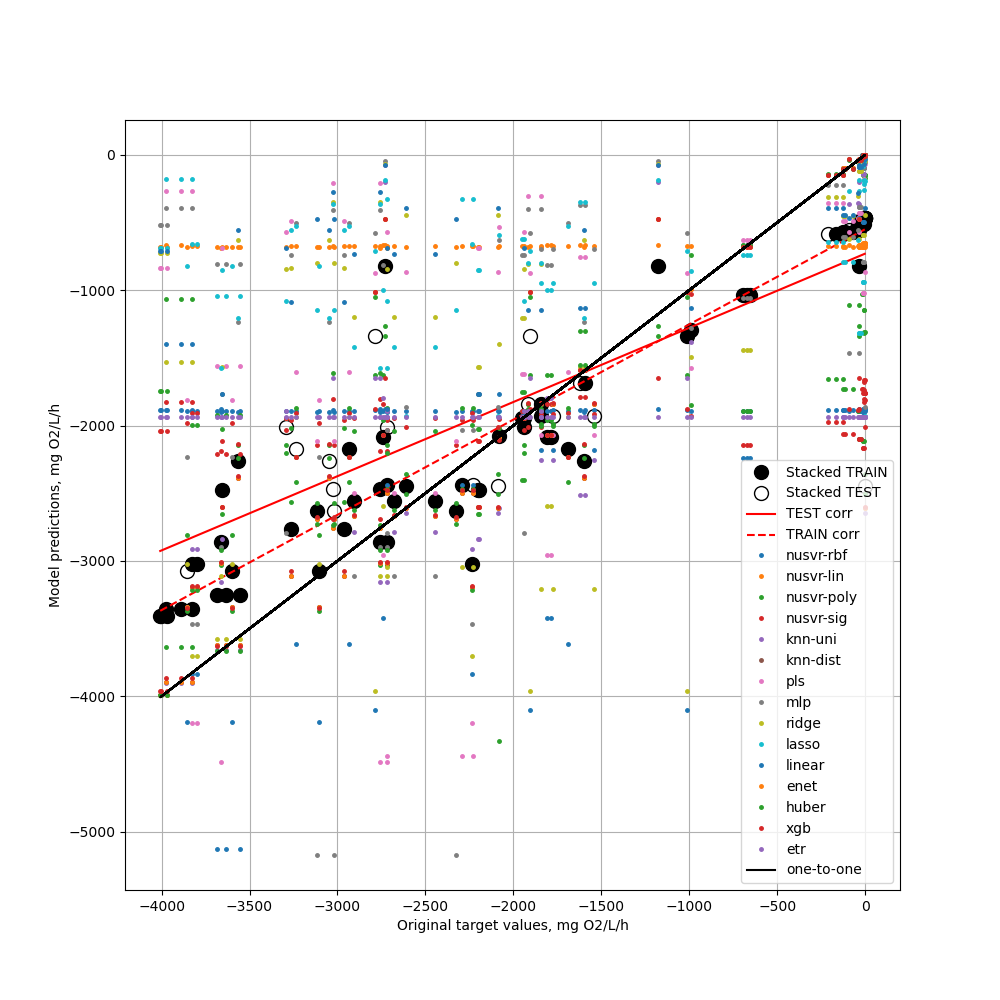 0
−1000
−2000
−3000
−4000
−5000
Model predictions, mg O2/L/h
−4000 −3500 −3000 −2500 −2000 −1500 −1000 −500 0
Original target values, mg O2/L/h
Stacked TRAIN
Stacked TEST
TEST corr
TRAIN corr
nusvr-rbf
nusvr-lin
nusvr-poly
nusvr-sig
knn-uni
knn-dist
pls
mlp
ridge
lasso
linear
enet
huber
xgb
etr
one-to-one